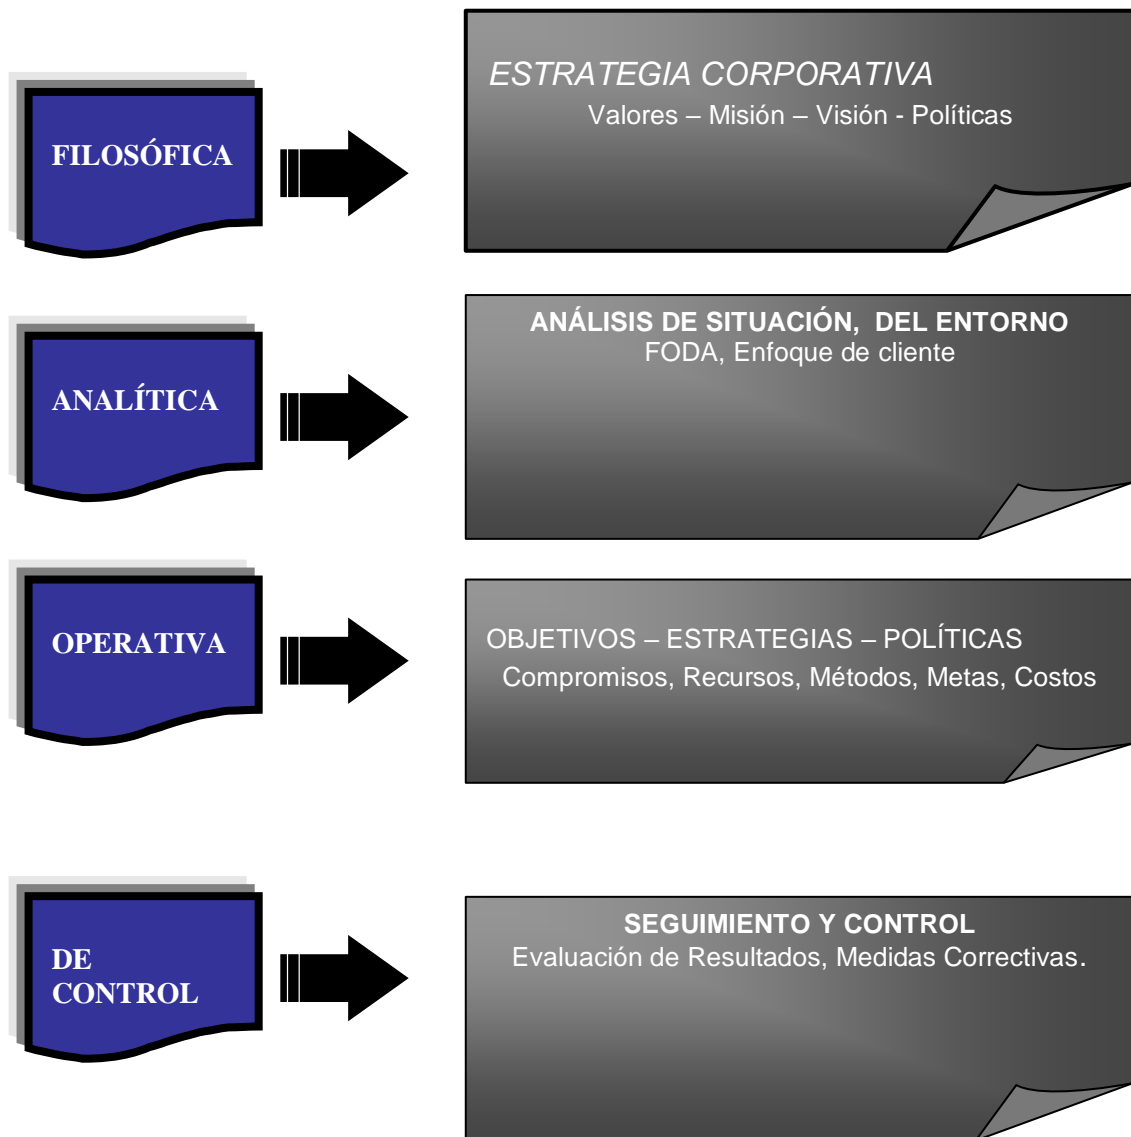 FILOSÓFICA
ESTRATEGIA CORPORATIVA
Valores – Misión – Visión - Políticas
ANALÍTICA
ANÁLISIS DE SITUACIÓN, DEL ENTORNO
FODA, Enfoque de cliente
OPERATIVA
OBJETIVOS – ESTRATEGIAS – POLÍTICAS
Compromisos, Recursos, Métodos, Metas, Costos
DE
CONTROL
SEGUIMIENTO Y CONTROL
Evaluación de Resultados, Medidas Correctivas.